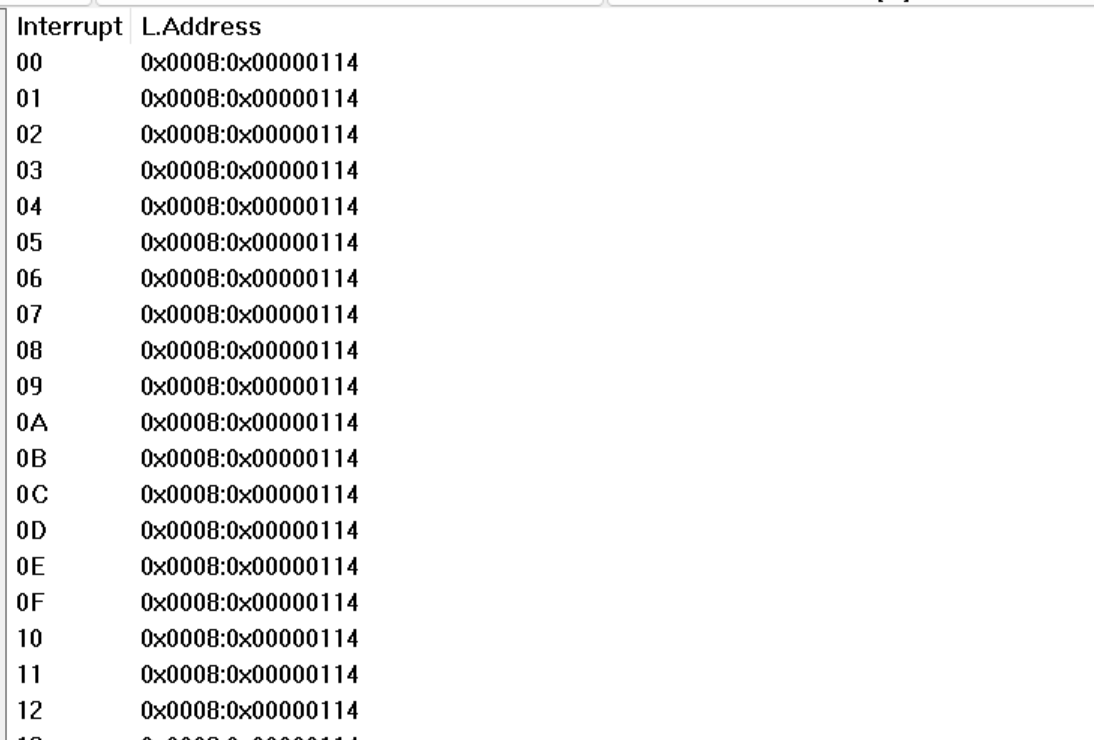 Interrupt L.Address
00 0x0008:0x00000114
01 0x0008:0x00000114
02 0x0008:0x00000114
03 0x0008:0x00000114
04 0x0008:0x00000114
05 0x0008:0x00000114
06 0x0008:0x00000114
07 0x0008:0x00000114
08 0x0008:0x00000114
09 0x0008:0x00000114
0A 0x0008:0x00000114
0B 0x0008:0x00000114
0C 0x0008:0x00000114
0D 0x0008:0x00000114
0E 0x0008:0x00000114
0F 0x0008:0x00000114
10 0x0008:0x00000114
11 0x0008:0x00000114
12 0x0008:0x00000114